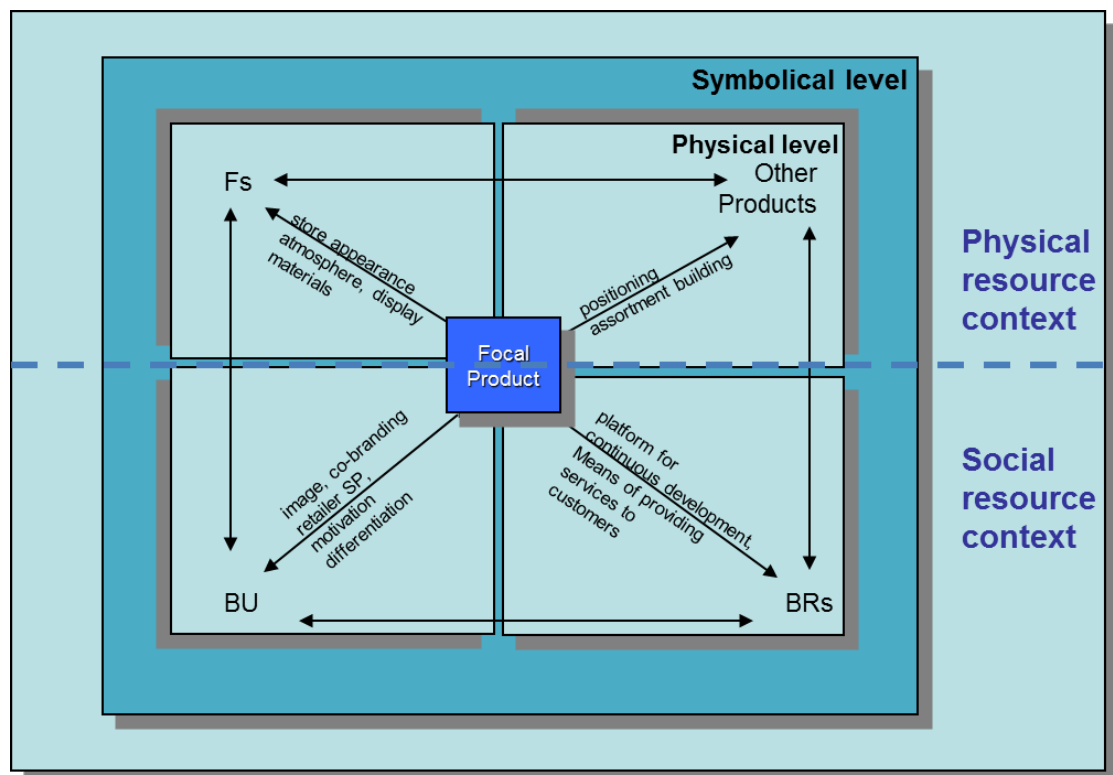 Symbolical level
Physical level
Fs
Other
Products
store appearance
atmosphere, display
materials
positioning
assortment building
Physical
resource
context
Focal
Product
image, co-branding
retailer SP,
motivation
differentiation
platform for
continuous development,
Means of providing
services to
customers
Social
resource
context
BU
BRs